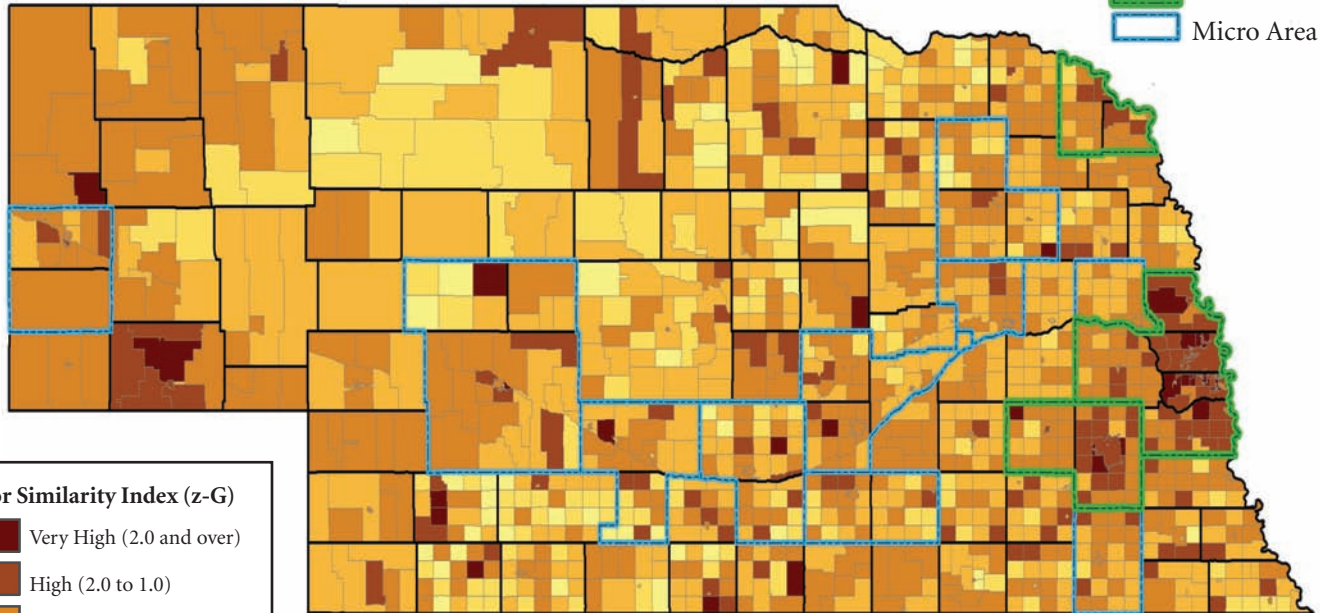 Micro Area
or Similarity Index (z-G)
Very High (2.0 and over)
High (2.0 to 1.0)